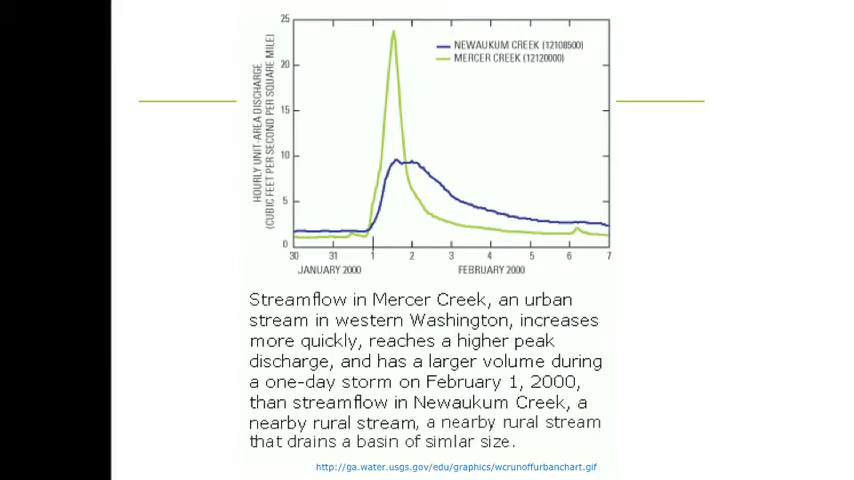 25
20
15
10
5
0
HOURLY UNIT-AREA DISCHARGE
(CUBIC FEET PER SECOND PER SQUARE MILE)
NEWAUKUM CREEK (12108500)
MERCER CREEK (12120000)
30 31 1 2 3 4 5 6 7
JANUARY 2000 FEBRUARY 2000
Streamflow in Mercer Creek, an urban
stream in western Washington, increases
more quickly, reaches a higher peak
discharge, and has a larger volume during
a one-day storm on February 1, 2000,
than streamflow in Newaukum Creek, a
nearby rural stream, a nearby rural stream
that drains a basin of simlar size.
http://ga.water.usgs.gov/edu/graphics/wcrunoffurbanchart.gif